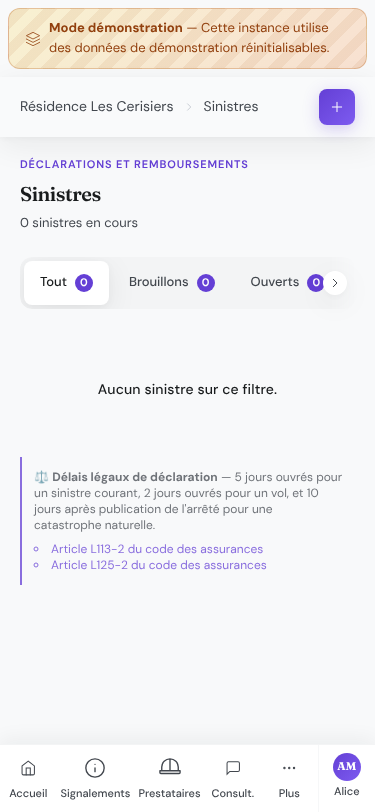 Mode démonstration — Cette instance utilise
des données de démonstration réinitialisables.
Résidence Les Cerisiers > Sinistres +
DÉCLARATIONS ET REMBOURSEMENTS
Sinistres
0 sinistres en cours
Tout 0 Brouillons 0 Ouverts 0
Aucun sinistre sur ce filtre.
⚖️ Délais légaux de déclaration — 5 jours ouvrés pour
un sinistre courant, 2 jours ouvrés pour un vol, et 10
jours après publication de l'arrêté pour une
catastrophe naturelle.
Article L113-2 du code des assurances
Article L125-2 du code des assurances
AM
Accueil Signalements Prestataires Consult. Plus Alice